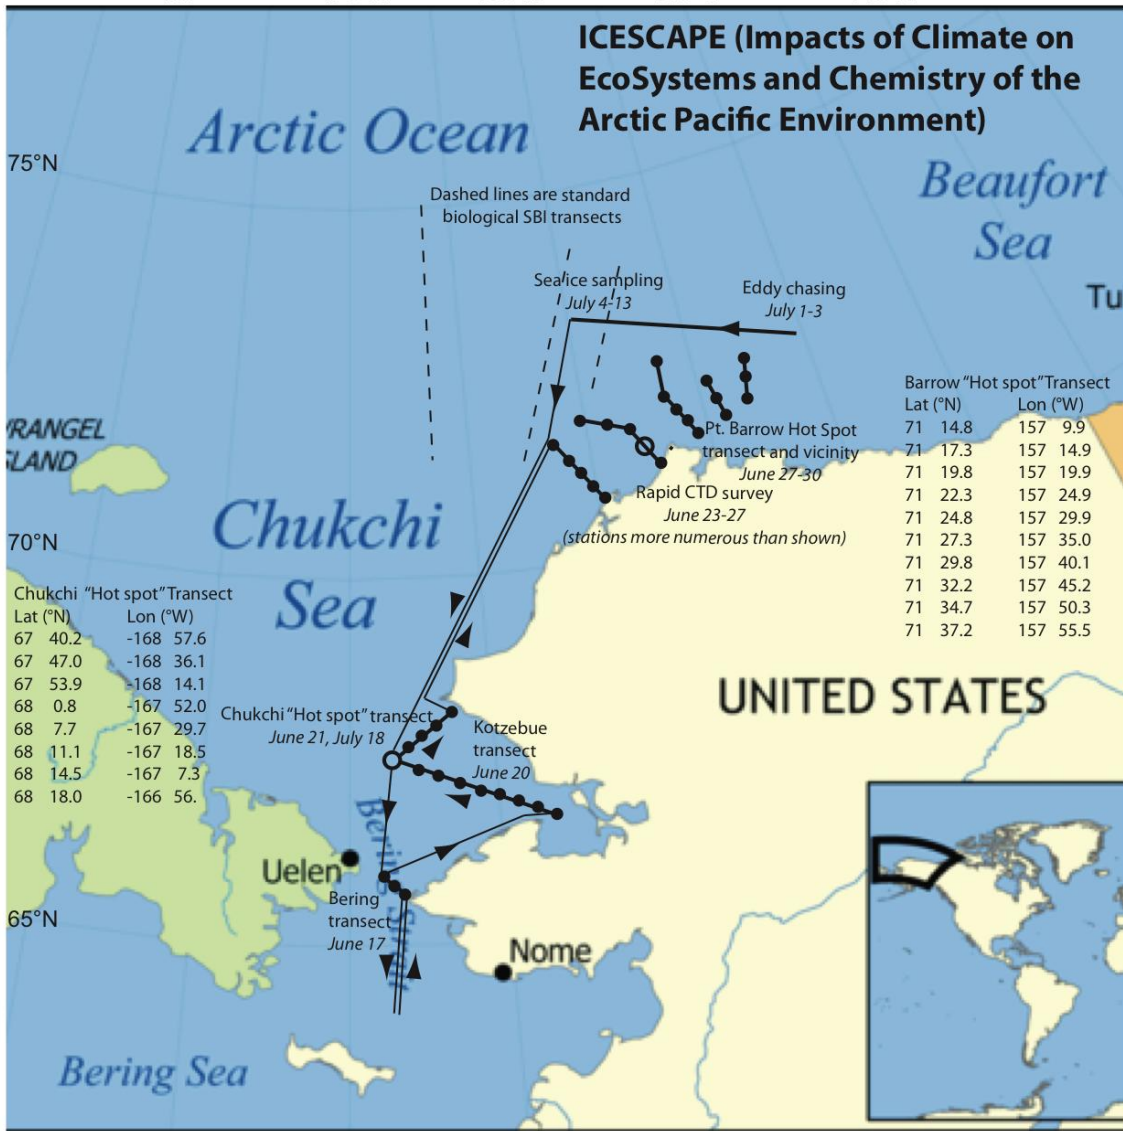 ICESCAPE (Impacts of Climate on
EcoSystems and Chemistry of the
Arctic Pacific Environment)
Arctic Ocean
75°N
Beaufort
Sea
Dashed lines are standard
biological SBI transects
Sea ice sampling
July 4-13
Eddy chasing
July 1-3
Tu
Barrow "Hot spot" Transect
Lat (°N) Lon (°W)
71 14.8 157 9.9
71 17.3 157 14.9
71 19.8 157 19.9
71 22.3 157 24.9
71 24.8 157 29.9
71 27.3 157 35.0
71 29.8 157 40.1
71 32.2 157 45.2
71 34.7 157 50.3
71 37.2 157 55.5
RANGEL
LAND
Pt. Barrow Hot Spot
transect and vicinity
June 27-30
Rapid CTD survey
June 23-27
(stations more numerous than shown)
Chukchi
Sea
70°N
Chukchi "Hot spot" Transect
Lat (°N) Lon (°W)
67 40.2 -168 57.6
67 47.0 -168 36.1
67 53.9 -168 14.1
68 0.8 -167 52.0
68 7.7 -167 29.7
68 11.1 -167 18.5
68 14.5 -167 7.3
68 18.0 -166 56.
UNITED STATES
Chukchi "Hot spot" transect
June 21, July 18
Kotzebue
transect
June 20
Bering Strait
Uelen
Bering
transect
June 17
65°N
Nome
Bering Sea